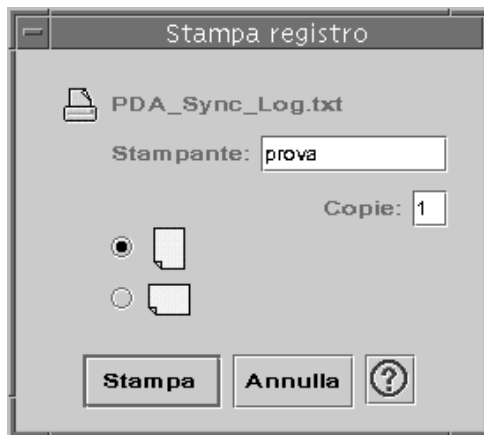 Stampa registro
PDA_Sync_Log.txt
Stampante: prova
Copie: 1
Stampa Annulla ?